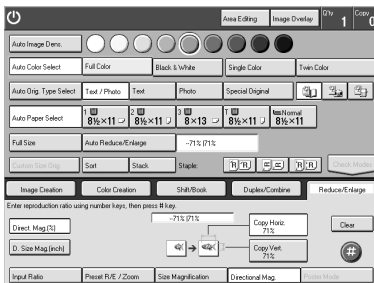 Area Editing Image Overlay Q'ty 1 Copy 0
Auto Image Dens.
Auto Color Select Full Color Black & White Single Color Twin Color
Auto Orig. Type Select Text / Photo Text Photo Special Original
Auto Paper Select 1 8½×11 2 8½×11 3 8×13 T 8½×11 Normal 8½×11
Full Size Auto Reduce/Enlarge --71% |71%
Custom Size Orig. Sort Stack Staple: Check Modes
Image Creation Color Creation Shift/Book Duplex/Combine Reduce/Enlarge
Enter reproduction ratio using number keys, then press # key.
Direct. Mag.(%) --71% |71% Copy Horiz. 71% Clear
D. Size Mag.(inch) Copy Vert. 71% #
Input Ratio Preset R/E / Zoom Size Magnification Directional Mag. Poster Mode